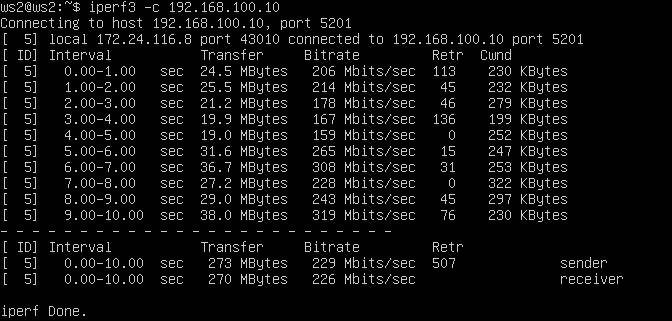 ws2@ws2:~$ iperf3 -c 192.168.100.10
Connecting to host 192.168.100.10, port 5201
[  5] local 172.24.116.8 port 43010 connected to 192.168.100.10 port 5201
[ ID] Interval           Transfer     Bitrate         Retr  Cwnd
[  5]   0.00-1.00   sec  24.5 MBytes   206 Mbits/sec  113    230 KBytes
[  5]   1.00-2.00   sec  25.5 MBytes   214 Mbits/sec   45    232 KBytes
[  5]   2.00-3.00   sec  21.2 MBytes   178 Mbits/sec   46    279 KBytes
[  5]   3.00-4.00   sec  19.9 MBytes   167 Mbits/sec  136    199 KBytes
[  5]   4.00-5.00   sec  19.0 MBytes   159 Mbits/sec    0    252 KBytes
[  5]   5.00-6.00   sec  31.6 MBytes   265 Mbits/sec   15    247 KBytes
[  5]   6.00-7.00   sec  36.7 MBytes   308 Mbits/sec   31    253 KBytes
[  5]   7.00-8.00   sec  27.2 MBytes   228 Mbits/sec    0    322 KBytes
[  5]   8.00-9.00   sec  29.0 MBytes   243 Mbits/sec   45    297 KBytes
[  5]   9.00-10.00  sec  38.0 MBytes   319 Mbits/sec   76    230 KBytes
- - - - - - - - - - - - - - - - - - - - - - - - -
[ ID] Interval           Transfer     Bitrate         Retr
[  5]   0.00-10.00  sec   273 MBytes   229 Mbits/sec  507             sender
[  5]   0.00-10.00  sec   270 MBytes   226 Mbits/sec                  receiver
iperf Done.